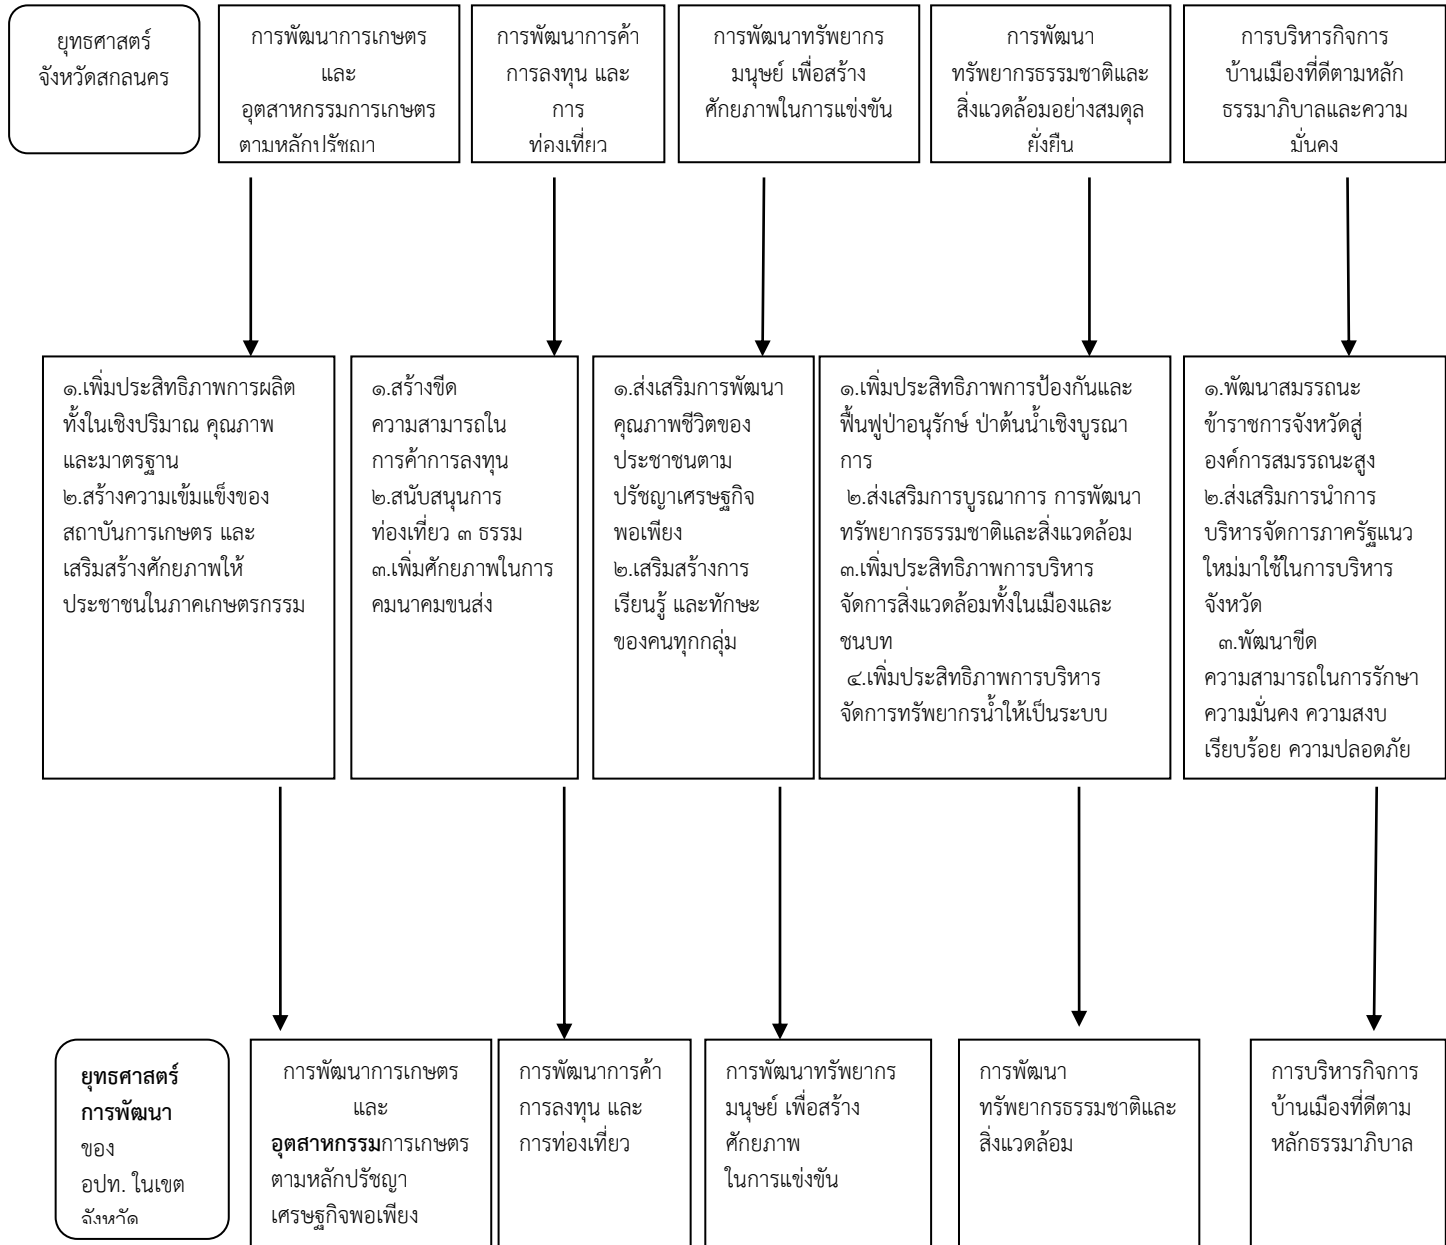 ยุทธศาสตร์
จังหวัดสกลนคร
การพัฒนาการเกษตร
และ
อุตสาหกรรมการเกษตร
ตามหลักปรัชญา
การพัฒนาการค้า
การลงทุน และ
การ
ท่องเที่ยว
การพัฒนาทรัพยากร
มนุษย์ เพื่อสร้าง
ศักยภาพในการแข่งขัน
การพัฒนา
ทรัพยากรธรรมชาติและ
สิ่งแวดล้อมอย่างสมดุล
ยั่งยืน
การบริหารกิจการ
บ้านเมืองที่ดีตามหลัก
ธรรมาภิบาลและความ
มั่นคง
๑.เพิ่มประสิทธิภาพการผลิต
ทั้งในเชิงปริมาณ คุณภาพ
และมาตรฐาน
๒.สร้างความเข้มแข็งของ
สถาบันการเกษตร และ
เสริมสร้างศักยภาพให้
ประชาชนในภาคเกษตรกรรม
๑.สร้างขีด
ความสามารถใน
การค้าการลงทุน
๒.สนับสนุนการ
ท่องเที่ยว ๓ ธรรม
๓.เพิ่มศักยภาพในการ
คมนาคมขนส่ง
๑.ส่งเสริมการพัฒนา
คุณภาพชีวิตของ
ประชาชนตาม
ปรัชญาเศรษฐกิจ
พอเพียง
๒.เสริมสร้างการ
เรียนรู้ และทักษะ
ของคนทุกกลุ่ม
๑.เพิ่มประสิทธิภาพการป้องกันและ
ฟื้นฟูป่าอนุรักษ์ ป่าต้นน้ำเชิงบูรณา
การ
๒.ส่งเสริมการบูรณาการ การพัฒนา
ทรัพยากรธรรมชาติและสิ่งแวดล้อม
๓.เพิ่มประสิทธิภาพการบริหาร
จัดการสิ่งแวดล้อมทั้งในเมืองและ
ชนบท
๔.เพิ่มประสิทธิภาพการบริหาร
จัดการทรัพยากรน้ำให้เป็นระบบ
๑.พัฒนาสมรรถนะ
ข้าราชการจังหวัดสู่
องค์การสมรรถนะสูง
๒.ส่งเสริมการนำการ
บริหารจัดการภาครัฐแนว
ใหม่มาใช้ในการบริหาร
จังหวัด
๓.พัฒนาขีด
ความสามารถในการรักษา
ความมั่นคง ความสงบ
เรียบร้อย ความปลอดภัย
ยุทธศาสตร์
การพัฒนา
ของ
อปท. ในเขต
จังหวัด
การพัฒนาการเกษตร
และ
อุตสาหกรรมการเกษตร
ตามหลักปรัชญา
เศรษฐกิจพอเพียง
การพัฒนาการค้า
การลงทุน และ
การท่องเที่ยว
การพัฒนาทรัพยากร
มนุษย์ เพื่อสร้าง
ศักยภาพ
ในการแข่งขัน
การพัฒนา
ทรัพยากรธรรมชาติและ
สิ่งแวดล้อม
การบริหารกิจการ
บ้านเมืองที่ดีตาม
หลักธรรมาภิบาล